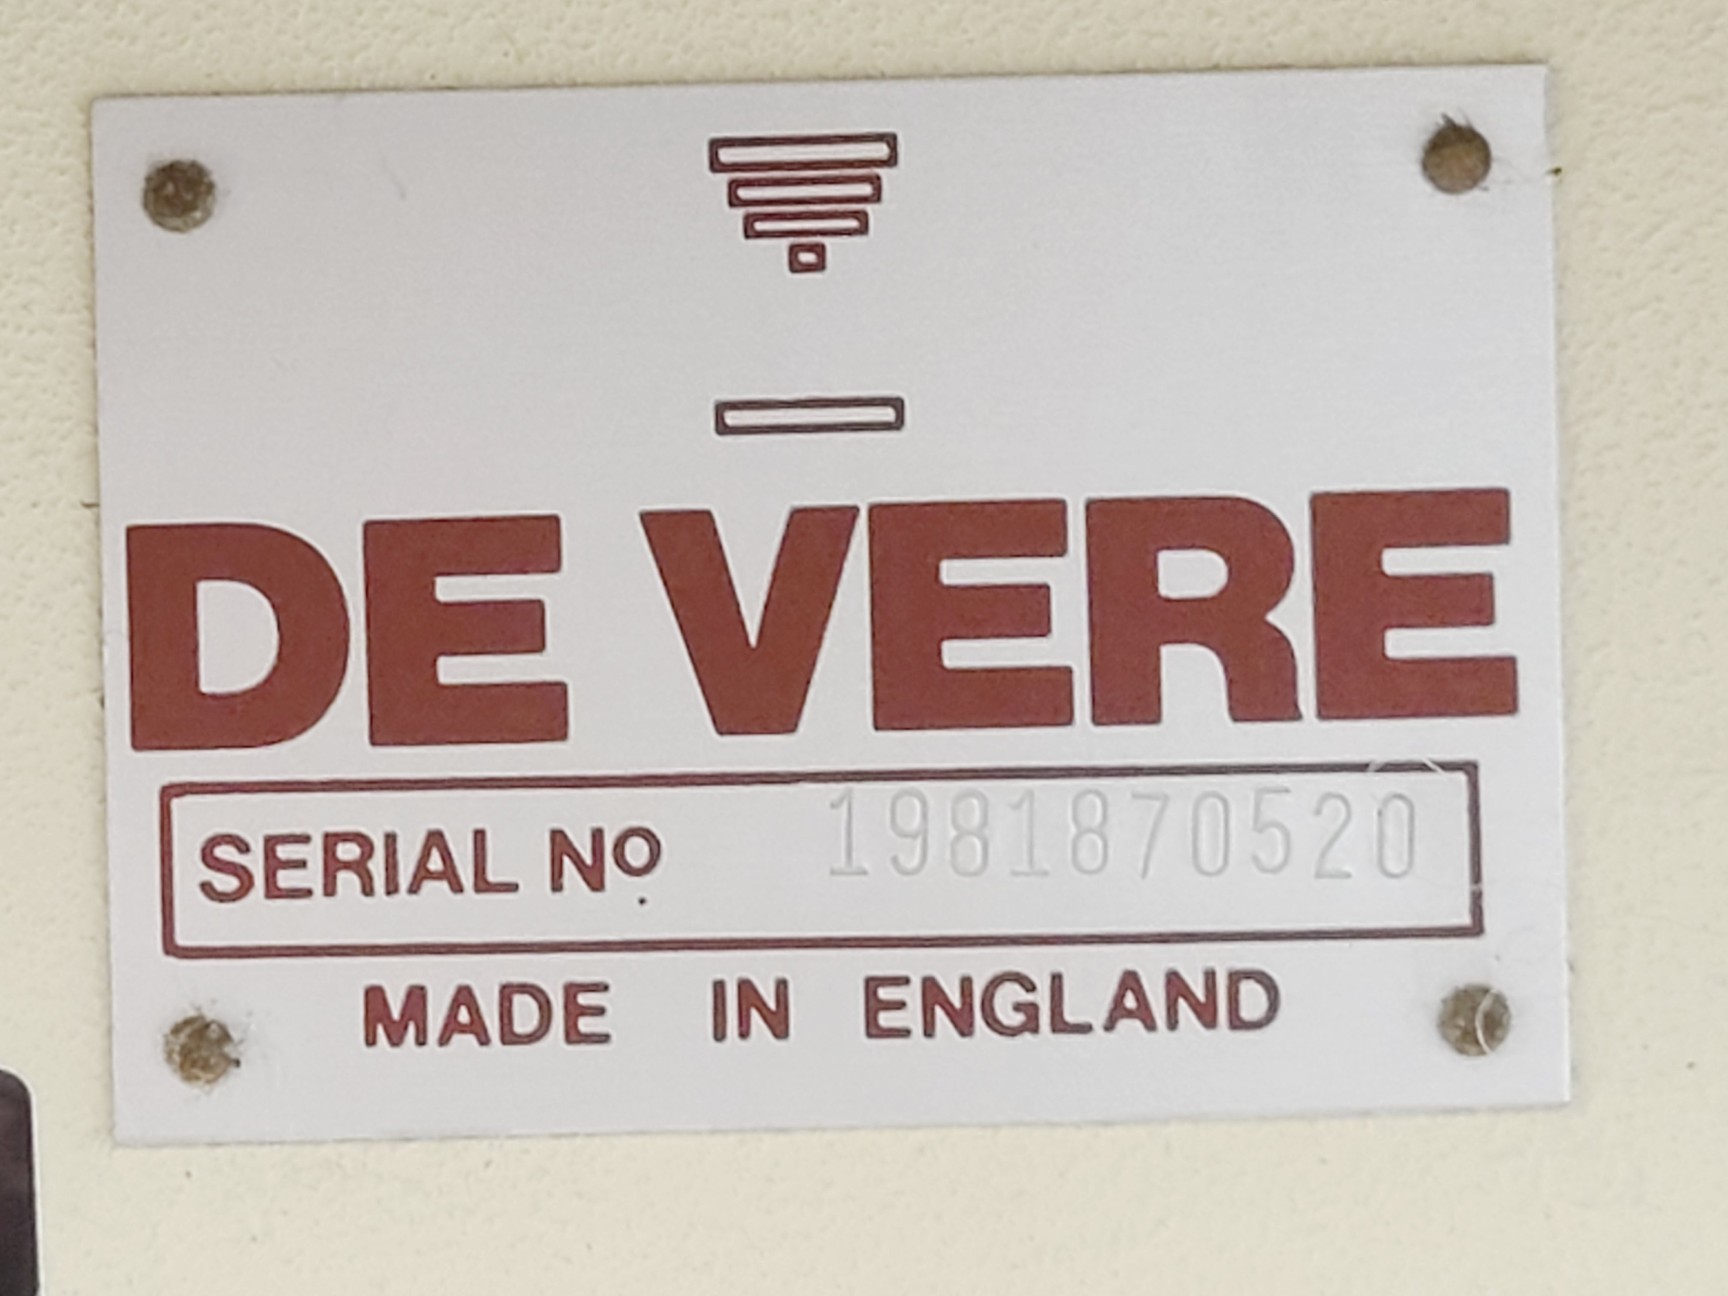 DE VERE
SERIAL No. 1981870520
MADE IN ENGLAND